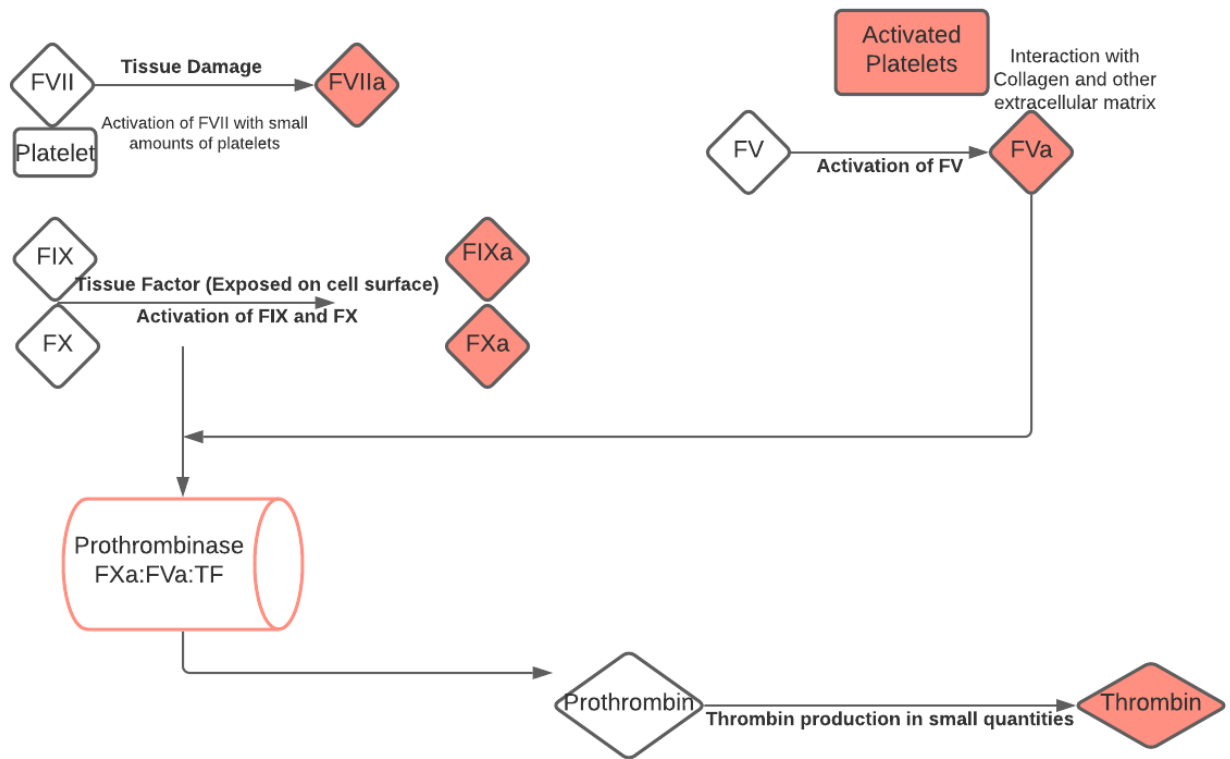 FVII
Tissue Damage
FVIIa
Activation of FVII with small
amounts of platelets
Platelet
Activated
Platelets
Interaction with
Collagen and other
extracellular matrix
FV
Activation of FV
FVa
FIX
Tissue Factor (Exposed on cell surface)
Activation of FIX and FX
FX
FIXa
FXa
Prothrombinase
FXa:FVa:TF
Prothrombin
Thrombin production in small quantities
Thrombin